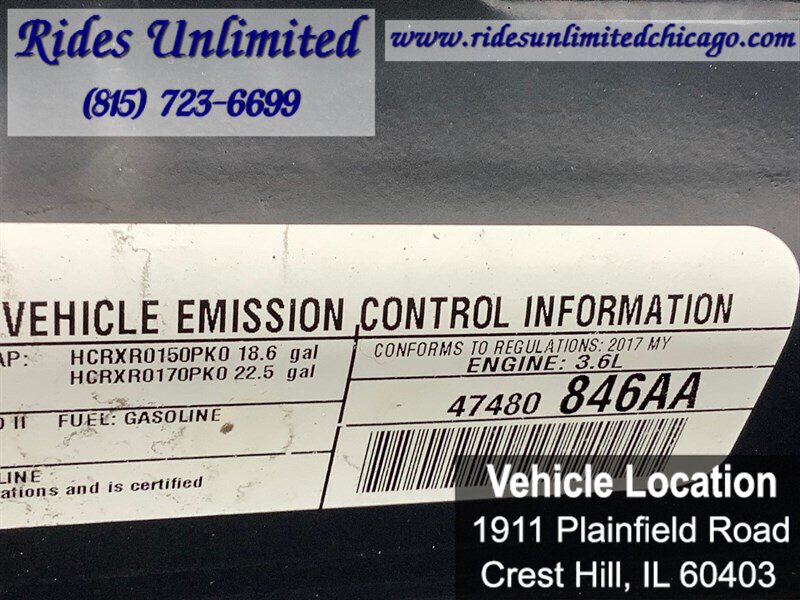 Rides Unlimited
(815) 723-6699
www.ridesunlimitedchicago.com
VEHICLE EMISSION CONTROL INFORMATION
AP: HCRXR0150PK0 18.6 gal
HCRXR0170PK0 22.5 gal
CONFORMS TO REGULATIONS: 2017 MY
ENGINE: 3.6L
47480 846AA
II FUEL: GASOLINE
LINE
ations and is certified
Vehicle Location
1911 Plainfield Road
Crest Hill, IL 60403